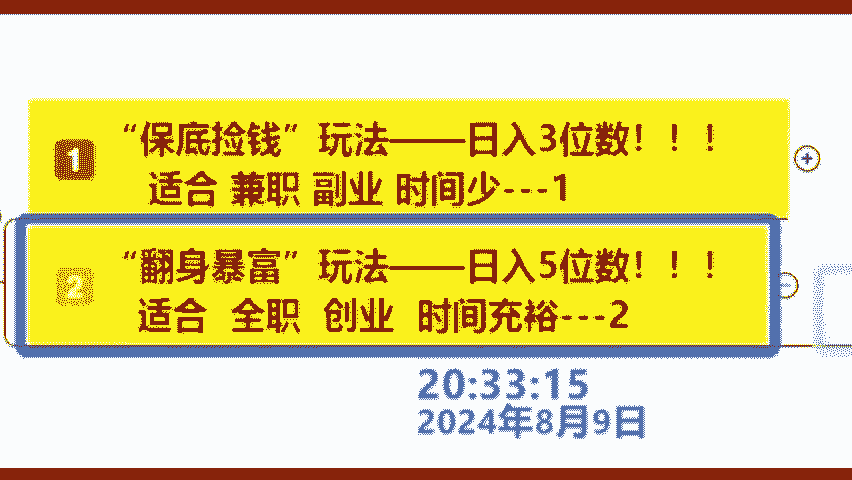 1
“保底捡钱”玩法——日入3位数！！！
适合 兼职 副业 时间少---1
2
“翻身暴富”玩法——日入5位数！！！
适合 全职 创业 时间充裕---2
20:33:15
2024年8月9日